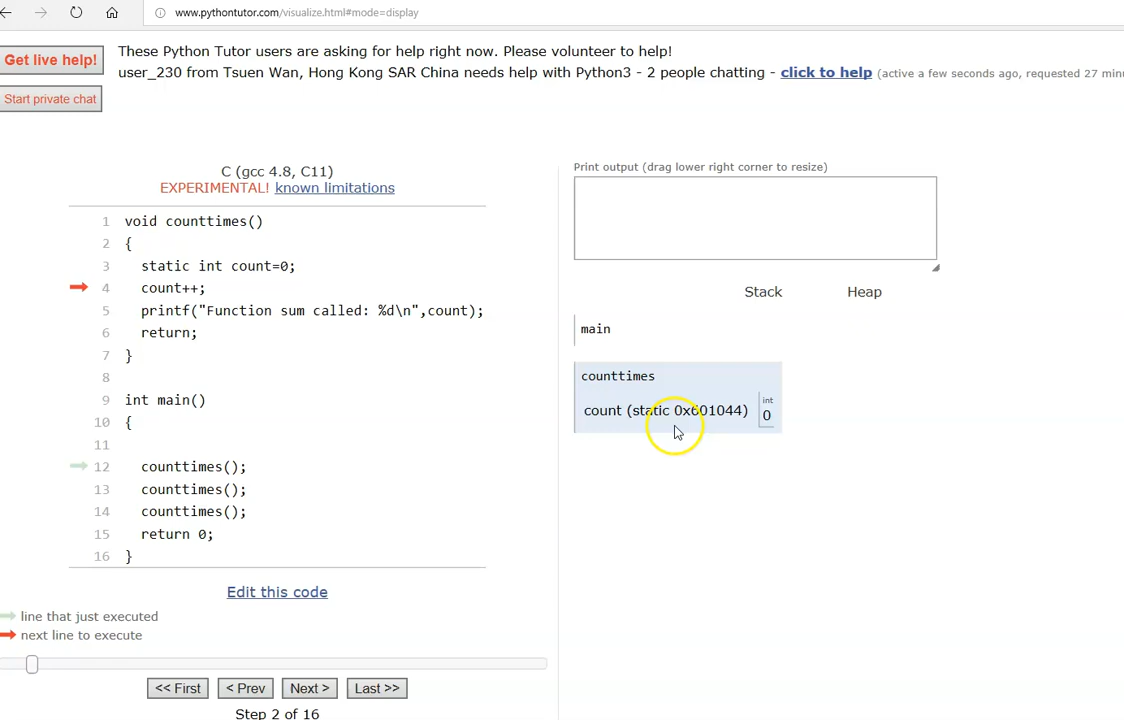 www.pythontutor.com/visualize.html#mode=display
Get live help!
These Python Tutor users are asking for help right now. Please volunteer to help!
user_230 from Tsuen Wan, Hong Kong SAR China needs help with Python3 - 2 people chatting - click to help (active a few seconds ago, requested 27
Start private chat
C (gcc 4.8, C11)
EXPERIMENTAL! known limitations
1 void counttimes()
2 {
3 static int count=0;
4 count++;
5 printf("Function sum called: %d\n",count);
6 return;
7 }
8
9 int main()
10 {
11
12 counttimes();
13 counttimes();
14 counttimes();
15 return 0;
16 }
Edit this code
line that just executed
next line to execute
<< First
< Prev
Next >
Last >>
Step 2 of 16
Print output (drag lower right corner to resize)
Stack Heap
main
counttimes
count (static 0x601044)
int
0